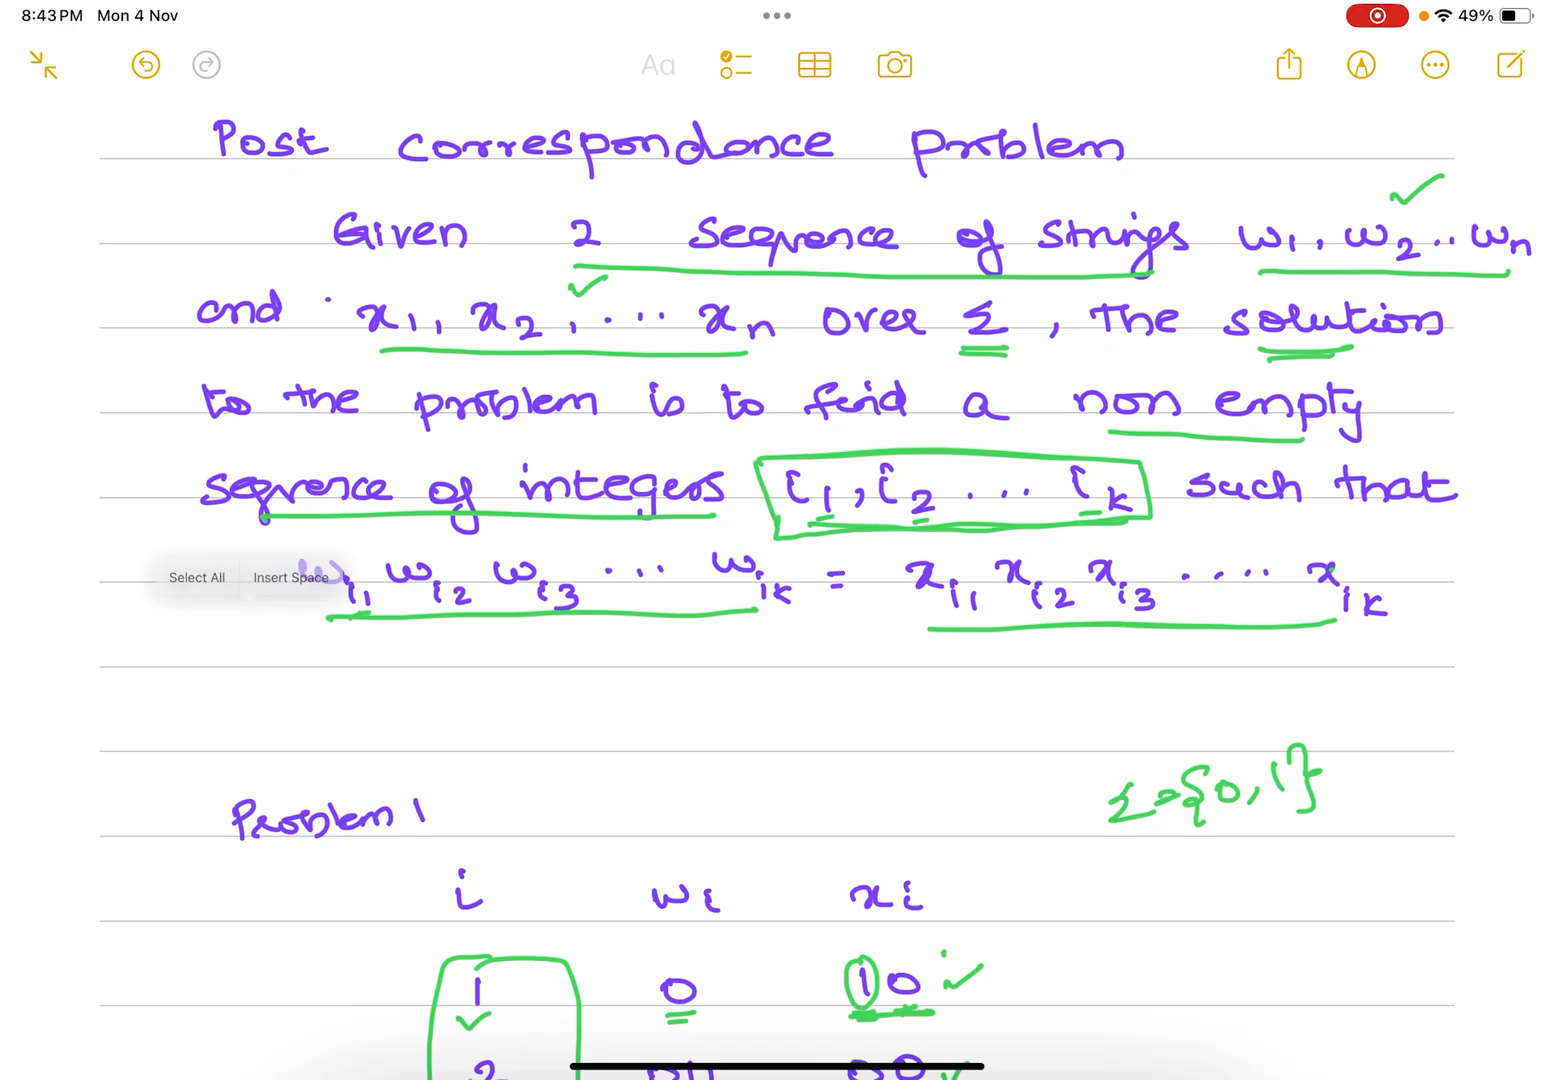 8:43 PM Mon 4 Nov
49%
Aa
Post correspondance problem
Given 2 sequence of strings w1, w2 .. wn
and x1, x2, ... xn over Σ, the solution
to the problem is to find a non empty
sequence of integers i1, i2 ... ik such that
Select All Insert Space
wi1 wi2 wi3 ... wik = xi1 xi2 xi3 .... xik
Σ={0,1}
Problem 1
i wi xi
1 0 10
2